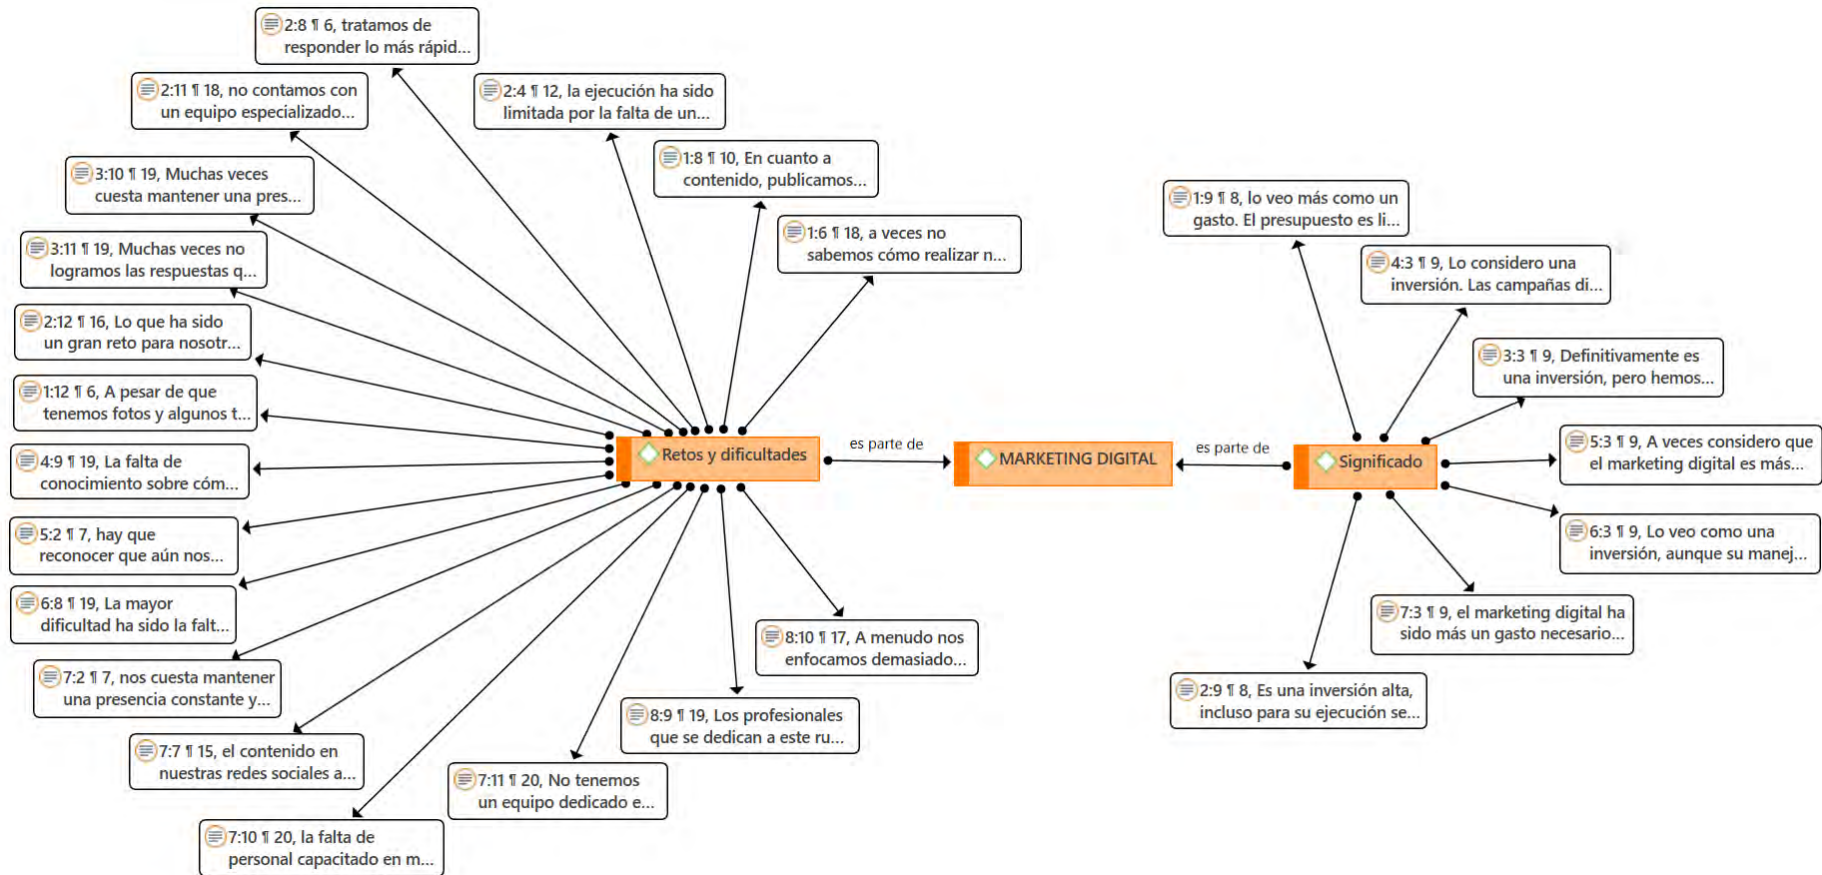 2:8 ¶ 6, tratamos de
responder lo más rápid...
2:11 ¶ 18, no contamos con
un equipo especializado...
2:4 ¶ 12, la ejecución ha sido
limitada por la falta de un...
3:10 ¶ 19, Muchas veces
cuesta mantener una pres...
1:8 ¶ 10, En cuanto a
contenido, publicamos...
3:11 ¶ 19, Muchas veces no
logramos las respuestas q...
1:6 ¶ 18, a veces no
sabemos cómo realizar n...
2:12 ¶ 16, Lo que ha sido
un gran reto para nosotr...
1:12 ¶ 6, A pesar de que
tenemos fotos y algunos t...
4:9 ¶ 19, La falta de
conocimiento sobre cóm...
5:2 ¶ 7, hay que
reconocer que aún nos...
6:8 ¶ 19, La mayor
dificultad ha sido la falt...
7:2 ¶ 7, nos cuesta mantener
una presencia constante y...
7:7 ¶ 15, el contenido en
nuestras redes sociales a...
7:10 ¶ 20, la falta de
personal capacitado en m...
7:11 ¶ 20, No tenemos
un equipo dedicado e...
8:9 ¶ 19, Los profesionales
que se dedican a este ru...
8:10 ¶ 17, A menudo nos
enfocamos demasiado...
Retos y dificultades
es parte de
MARKETING DIGITAL
es parte de
Significado
1:9 ¶ 8, lo veo más como un
gasto. El presupuesto es li...
4:3 ¶ 9, Lo considero una
inversión. Las campañas di...
3:3 ¶ 9, Definitivamente es
una inversión, pero hemos...
5:3 ¶ 9, A veces considero que
el marketing digital es más...
6:3 ¶ 9, Lo veo como una
inversión, aunque su manej...
7:3 ¶ 9, el marketing digital ha
sido más un gasto necesario...
2:9 ¶ 8, Es una inversión alta,
incluso para su ejecución se...